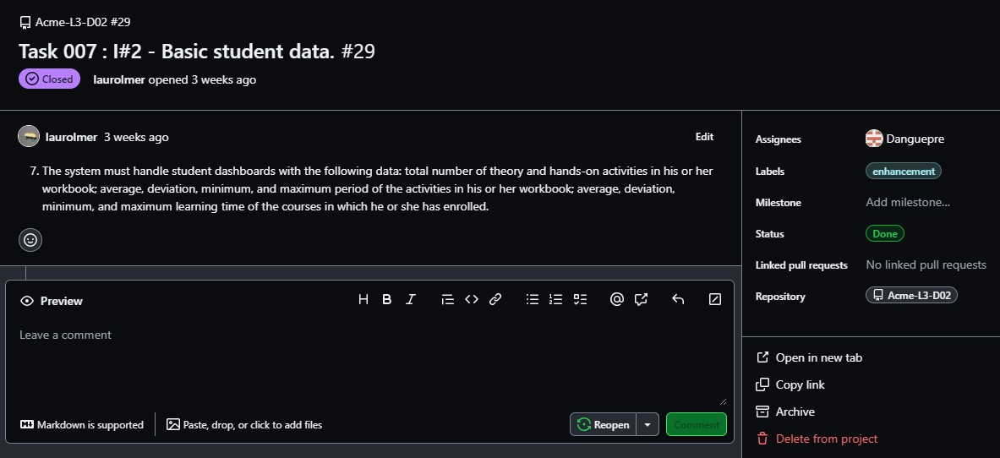 Acme-L3-D02 #29
Task 007 : I#2 - Basic student data. #29
Closed
laurolmer opened 3 weeks ago
laurolmer 3 weeks ago
Edit
7. The system must handle student dashboards with the following data: total number of theory and hands-on activities in his or her
workbook; average, deviation, minimum, and maximum period of the activities in his or her workbook; average, deviation,
minimum, and maximum learning time of the courses in which he or she has enrolled.
Preview
Leave a comment
Markdown is supported
Paste, drop, or click to add files
Reopen
Comment
Assignees
Danguepre
Labels
enhancement
Milestone
Add milestone...
Status
Done
Linked pull requests
No linked pull requests
Repository
Acme-L3-D02
Open in new tab
Copy link
Archive
Delete from project